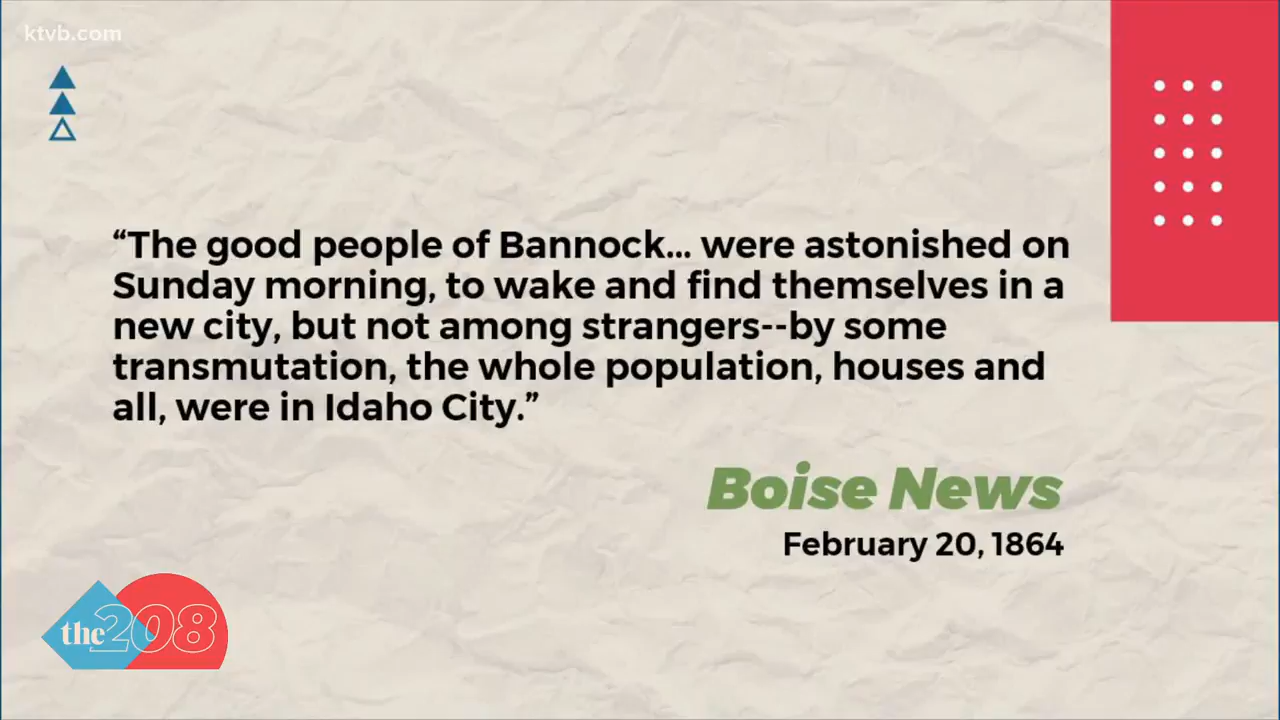 ktvb.com
“The good people of Bannock... were astonished on
Sunday morning, to wake and find themselves in a
new city, but not among strangers--by some
transmutation, the whole population, houses and
all, were in Idaho City.”
Boise News
February 20, 1864
the 208